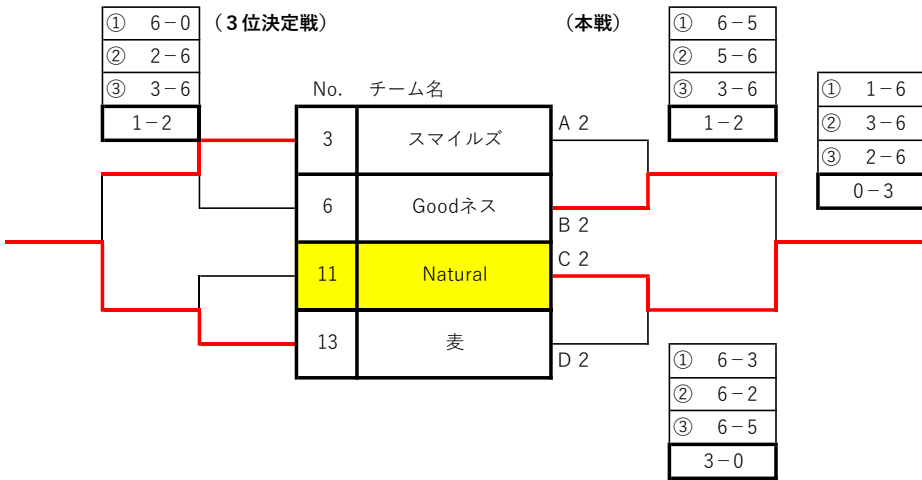 ① 6－0
② 2－6
③ 3－6
1－2
（３位決定戦）
（本戦）
① 6－5
② 5－6
③ 3－6
1－2
① 1－6
② 3－6
③ 2－6
0－3
No. チーム名
3 スマイルズ A 2
6 Goodネス B 2
11 Natural C 2
13 麦 D 2
① 6－3
② 6－2
③ 6－5
3－0